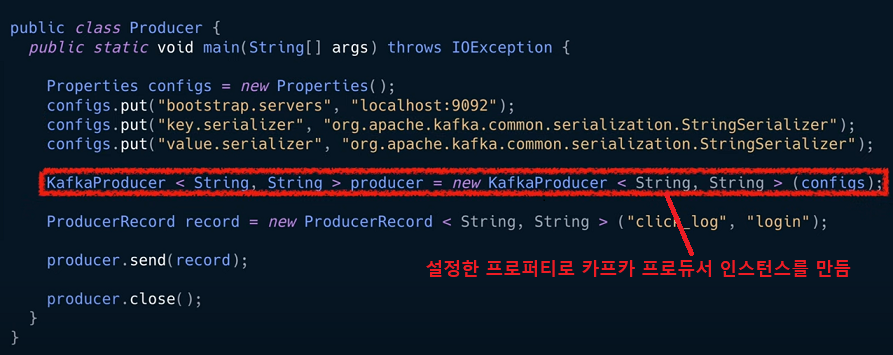 public class Producer {
public static void main(String[] args) throws IOException {
Properties configs = new Properties();
configs.put("bootstrap.servers", "localhost:9092");
configs.put("key.serializer", "org.apache.kafka.common.serialization.StringSerializer");
configs.put("value.serializer", "org.apache.kafka.common.serialization.StringSerializer");
KafkaProducer < String, String > producer = new KafkaProducer < String, String > (configs);
ProducerRecord record = new ProducerRecord < String, String > ("click_log", "login");
producer.send(record);
설정한 프로퍼티로 카프카 프로듀서 인스턴스를 만듬
producer.close();
}
}